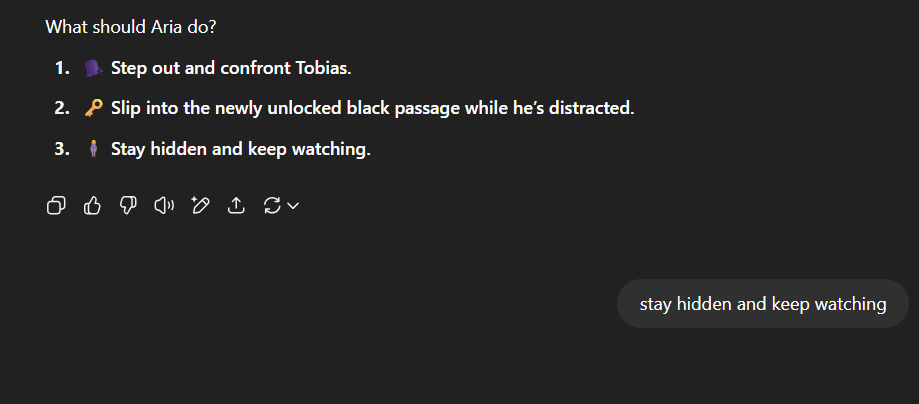 What should Aria do?
1. 🗣 Step out and confront Tobias.
2. 🔑 Slip into the newly unlocked black passage while he’s distracted.
3. 🧍‍♀️ Stay hidden and keep watching.
stay hidden and keep watching